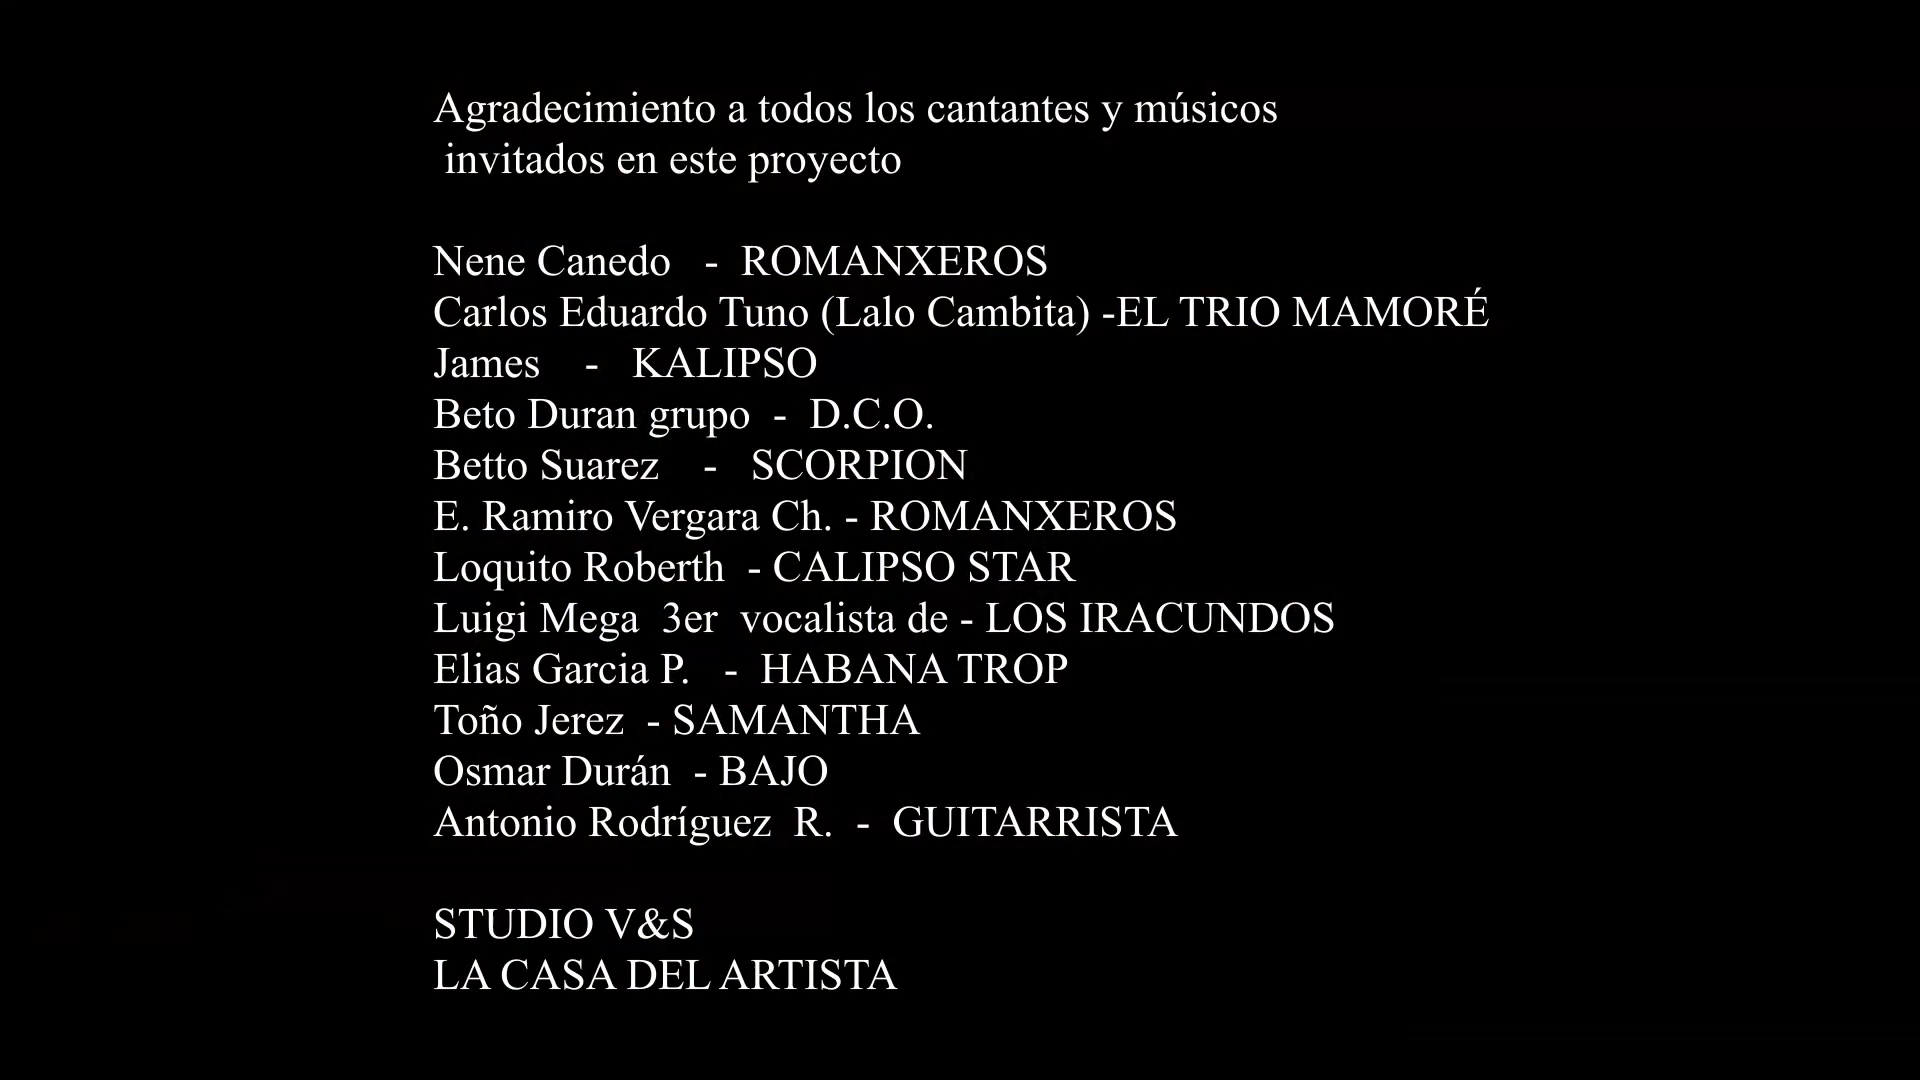 Agradecimiento a todos los cantantes y músicos
invitados en este proyecto
Nene Canedo - ROMANXEROS
Carlos Eduardo Tuno (Lalo Cambita) -EL TRIO MAMORÉ
James - KALIPSO
Beto Duran grupo - D.C.O.
Betto Suarez - SCORPION
E. Ramiro Vergara Ch. - ROMANXEROS
Loquito Roberth - CALIPSO STAR
Luigi Mega 3er vocalista de - LOS IRACUNDOS
Elias Garcia P. - HABANA TROP
Toño Jerez - SAMANTHA
Osmar Durán - BAJO
Antonio Rodríguez R. - GUITARRISTA
STUDIO V&S
LA CASA DEL ARTISTA